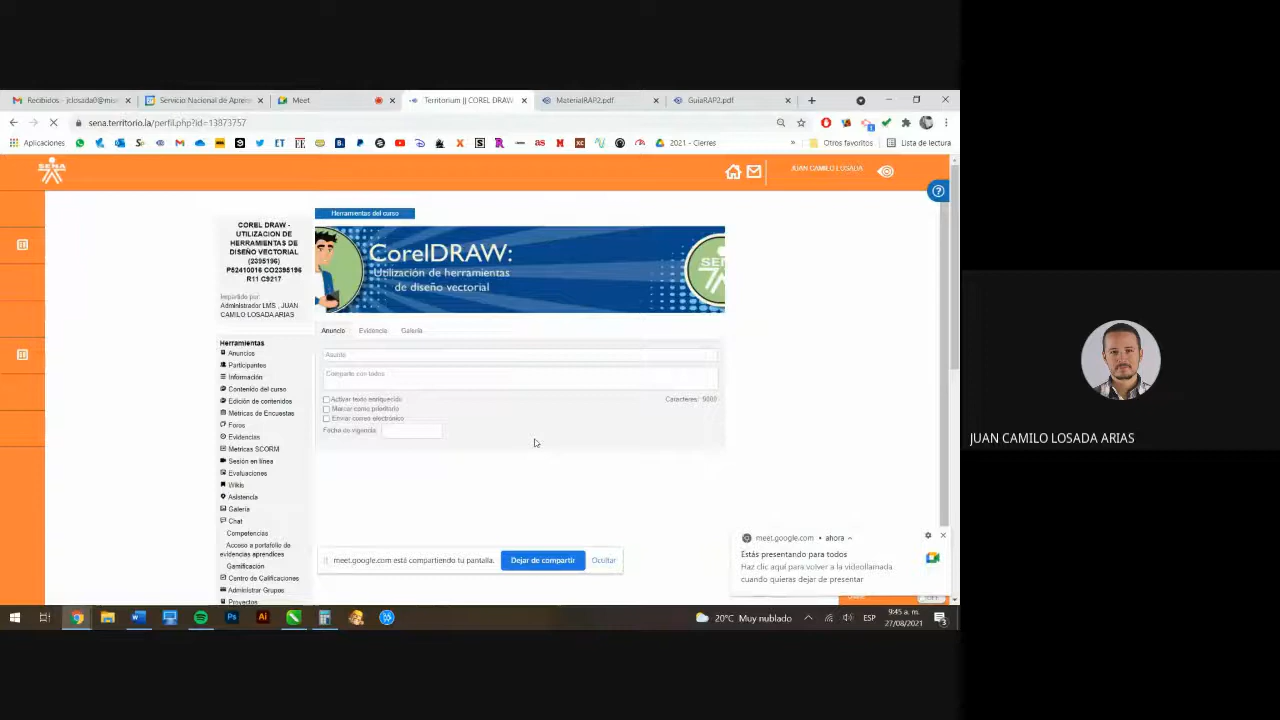 Recibidos - jclosada0@mis
Servicio Nacional de Apren
Meet
Territorium || COREL DRAW
MaterialRAP2.pdf
GuiaRAP2.pdf
sena.territorio.la/perfil.php?id=13873757
Aplicaciones
2021 - Cierres
Otros favoritos
Lista de lectura
SENA
JUAN CAMILO LOSADA
Herramientas del curso
COREL DRAW -
UTILIZACION DE
HERRAMIENTAS DE
DISEÑO VECTORIAL
(2395196)
P52410016 CO2395196
R11 C9217
Impartido por:
Administrador LMS , JUAN
CAMILO LOSADA ARIAS
CorelDRAW:
Utilización de herramientas
de diseño vectorial
SEN
Anuncio
Evidencia
Galería
Asunto
Comparte con todos
Activar texto enriquecido
Caracteres: 5000
Marcar como prioritario
Enviar correo electrónico
Fecha de vigencia:
Herramientas
Anuncios
Participantes
Información
Contenido del curso
Edición de contenidos
Métricas de Encuestas
Foros
Evidencias
Metricas SCORM
Sesión en línea
Evaluaciones
Wikis
Asistencia
Galería
Chat
Competencias
Acceso a portafolio de
evidencias aprendices
Gamificación
Centro de Calificaciones
Administrar Grupos
Proyectos
meet.google.com está compartiendo tu pantalla.
Dejar de compartir
Ocultar
meet.google.com • ahora
Estás presentando para todos
Haz clic aquí para volver a la videollamada
cuando quieras dejar de presentar
20°C Muy nublado
ESP
9:45 a. m.
27/08/2021
JUAN CAMILO LOSADA ARIAS